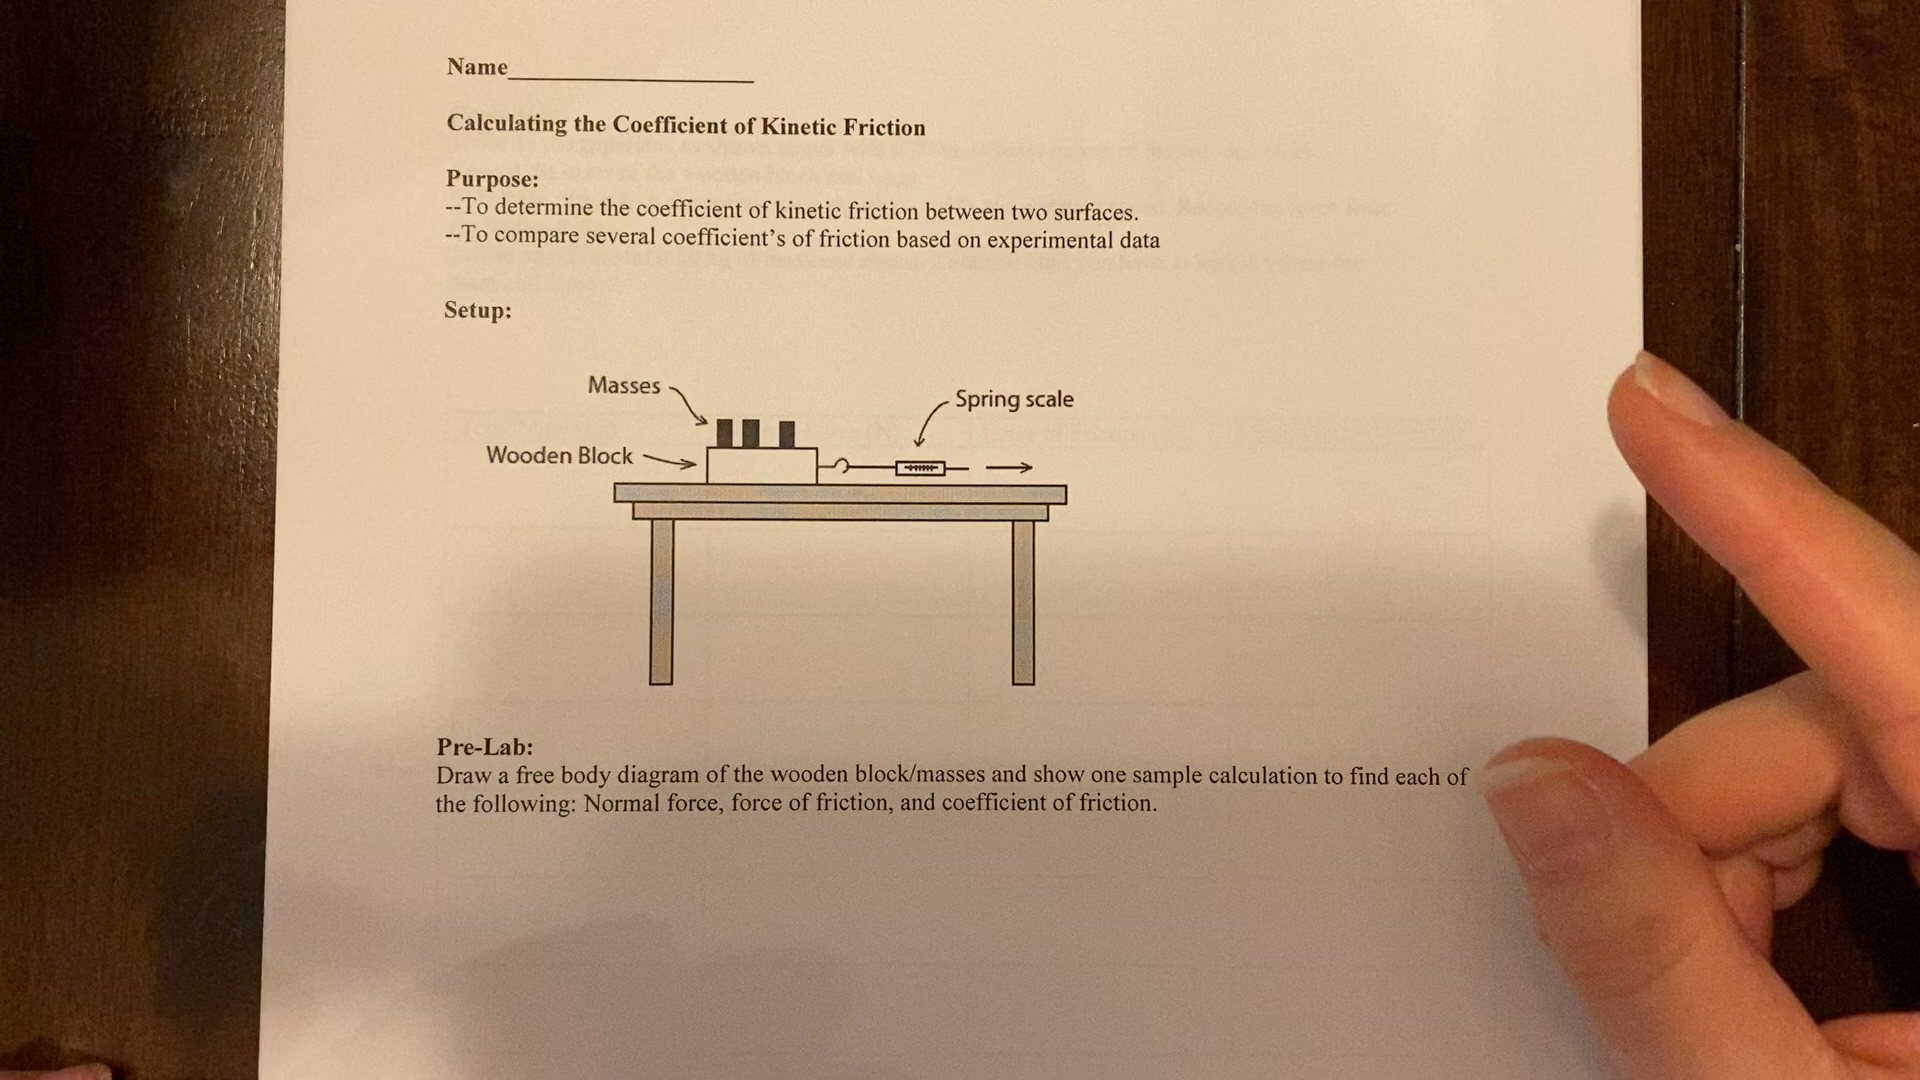 Name
Calculating the Coefficient of Kinetic Friction
Purpose:
--To determine the coefficient of kinetic friction between two surfaces.
--To compare several coefficient's of friction based on experimental data
Setup:
Masses
Spring scale
Wooden Block
Pre-Lab:
Draw a free body diagram of the wooden block/masses and show one sample calculation to find each of
the following: Normal force, force of friction, and coefficient of friction.